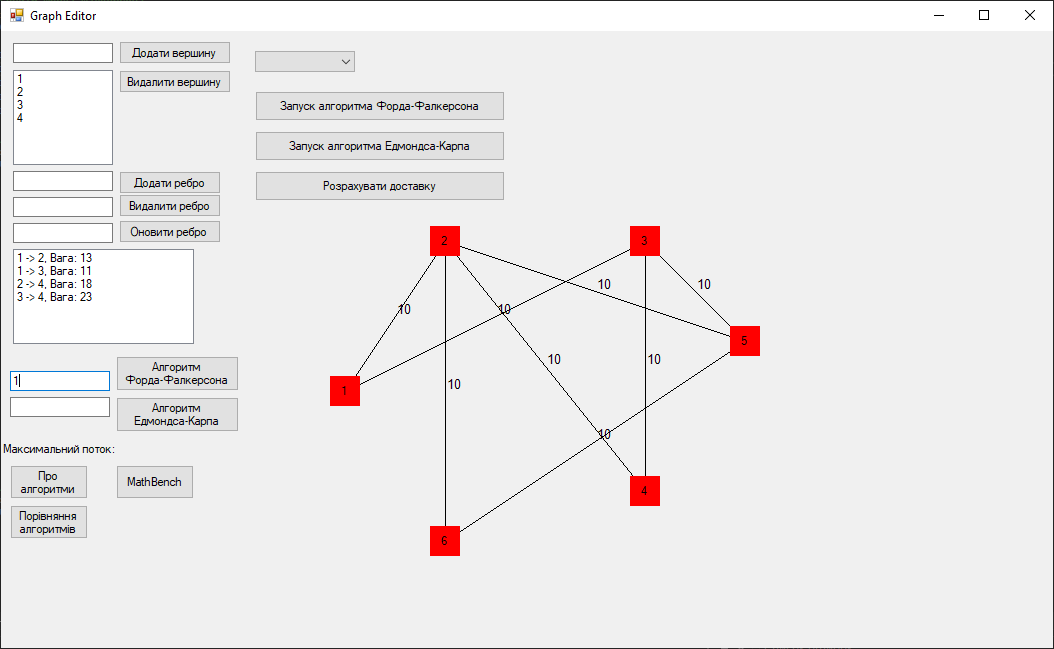 Graph Editor
Додати вершину
1
2
3
4
Видалити вершину
Додати ребро
Видалити ребро
Оновити ребро
1 -> 2, Вага: 13
1 -> 3, Вага: 11
2 -> 4, Вага: 18
3 -> 4, Вага: 23
1
Алгоритм
Форда-Фалкерсона
Алгоритм
Едмондса-Карпа
Максимальний поток:
Про
алгоритми
MathBench
Порівняння
алгоритмів
Запуск алгоритма Форда-Фалкерсона
Запуск алгоритма Едмондса-Карпа
Розрахувати доставку
2
3
10
10
10
10
5
10
10
10
1
10
4
6